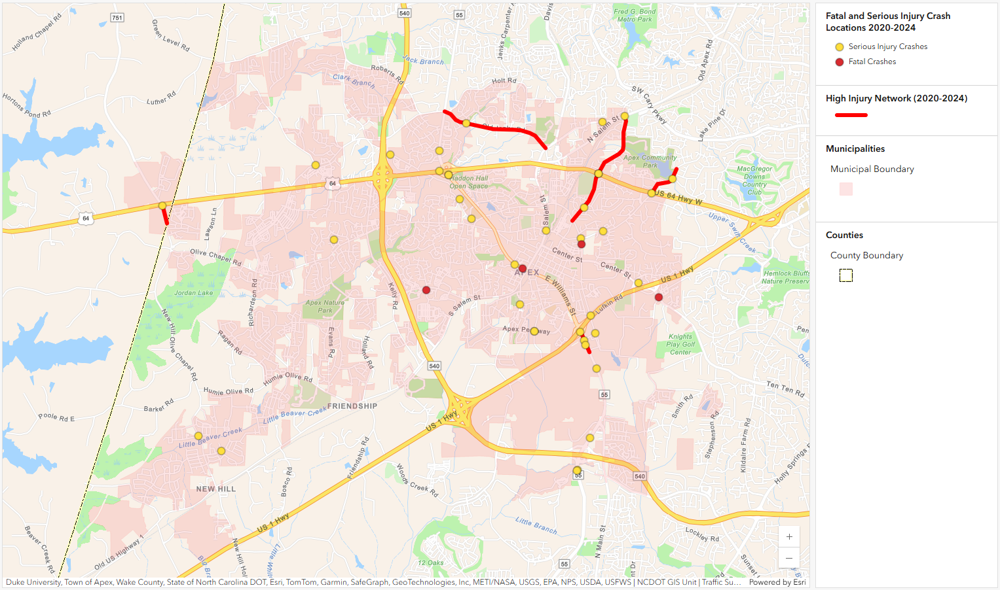 Holland Chapel Rd
751
Green Level Rd
540
55
Jenks Carpenter R
Davis
Fred G. Bond
Metro Park
Old Apex Rd
Jack Branch
Roberts Rd
Clark Branch
Holt Rd
SW Cary Pkwy
Luther Rd
Hortons Pond Rd
Lake Pine Dr
N Salem St
Apex Community
Park
MacGregor
Downs
Country
Club
64
Haddon Hall
Open Space
US 64 Hwy W
64
Lawson Ln
Salem St
Upper Swift Creek
Olive Chapel Rd
Center St
Center St
US 1 Hwy
Hemlock Bluffs
Nature Preserv
APEX
E Williams St
Kelly Rd
Jordan Lake
Richardson Rd
Apex Nature
Park
S Salem St
Lufkin Rd
New Hill Olive Chapel Rd
Ragan Rd
Evans Rd
Holland Rd
Knights
Play Golf
Center
Pen
Dutc
540
Humie Olive Rd
Humie Olive Rd
Ten Ten Rd
55
Barker Rd
Poole Rd E
FRIENDSHIP
Smith Rd
Little Beaver Creek
Little Beaver Creek
US 1 Hwy
Stephenson Rd
Kildaire Farm Rd
Friendship Rd
Holly Springs R
Woods Creek Rd
Bosco Rd
55
540
NEW HILL
US 1 Hwy
Little Branch
Beaver Creek Rd
Old US Highway 1
New Hill Hol
Little Whi
Big Br
12 Oaks
N Main St
Lockley Rd
Sunset
55
nt Dr
+
−
Duke University, Town of Apex, Wake County, State of North Carolina DOT, Esri, TomTom, Garmin, SafeGraph, GeoTechnologies, Inc, METI/NASA, USGS, EPA, NPS, USDA, USFWS | NCDOT GIS Unit | Traffic Su... Powered by Esri
Fatal and Serious Injury Crash
Locations 2020-2024
Serious Injury Crashes
Fatal Crashes
High Injury Network (2020-2024)
Municipalities
Municipal Boundary
Counties
County Boundary